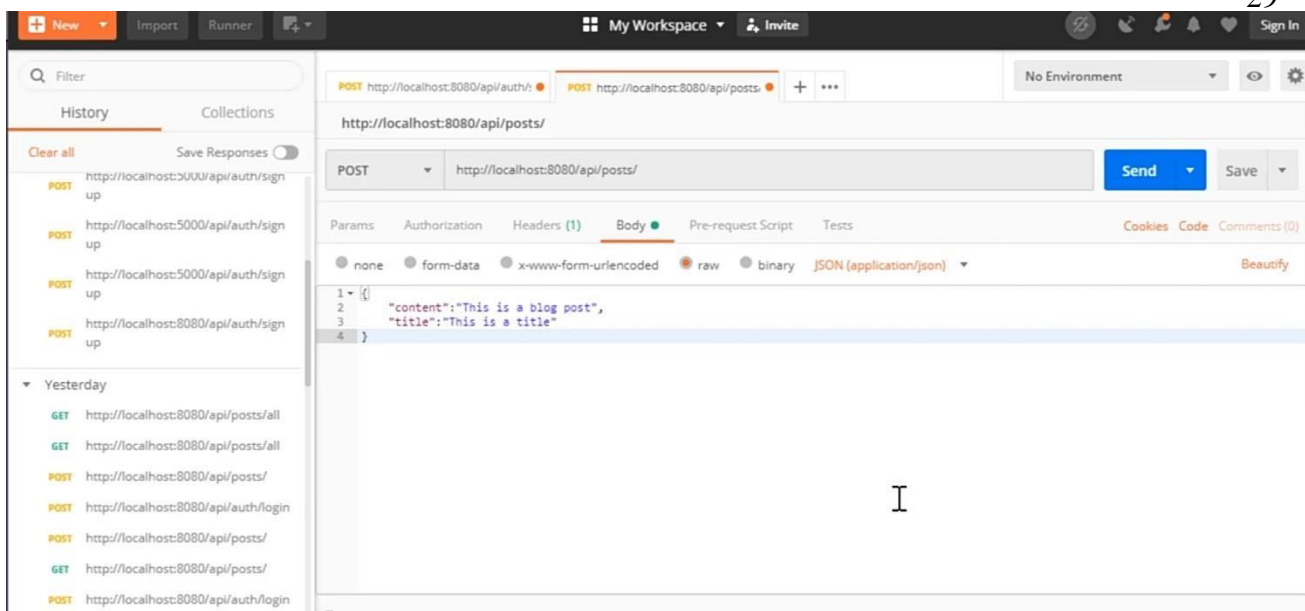 29
New Import Runner My Workspace Invite Sign In
Filter
History Collections
Clear all Save Responses
POST http://localhost:5000/api/auth/sign
up
POST http://localhost:5000/api/auth/sign
up
POST http://localhost:5000/api/auth/sign
up
POST http://localhost:8080/api/auth/sign
up
Yesterday
GET http://localhost:8080/api/posts/all
GET http://localhost:8080/api/posts/all
POST http://localhost:8080/api/posts/
POST http://localhost:8080/api/auth/login
POST http://localhost:8080/api/posts/
GET http://localhost:8080/api/posts/
POST http://localhost:8080/api/auth/login
POST http://localhost:8080/api/auth/s POST http://localhost:8080/api/posts/ + ••• No Environment
http://localhost:8080/api/posts/
POST http://localhost:8080/api/posts/ Send Save
Params Authorization Headers (1) Body Pre-request Script Tests Cookies Code Comments (0)
none form-data x-www-form-urlencoded raw binary JSON (application/json) Beautify
1 {
2 "content":"This is a blog post",
3 "title":"This is a title"
4 }